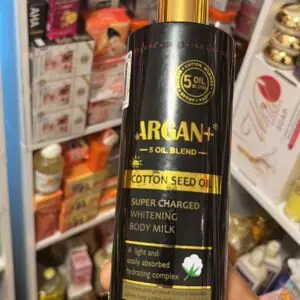 5 OIL
BLEND
ARGAN+
5 OIL BLEND
COTTON SEED OIL
SUPER CHARGED
WHITENING
BODY MILK
A light and
easily absorbed
hydrating complex
SOAP